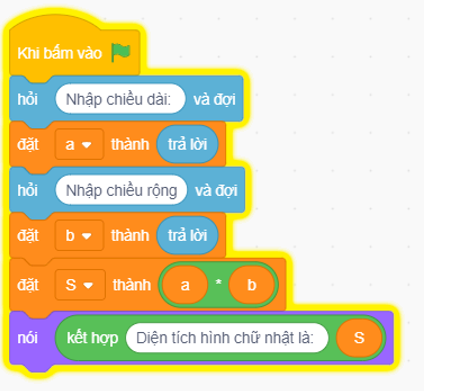 Khi bấm vào
hỏi Nhập chiều dài: và đợi
đặt a thành trả lời
hỏi Nhập chiều rộng và đợi
đặt b thành trả lời
đặt S thành a * b
nói kết hợp Diện tích hình chữ nhật là: S